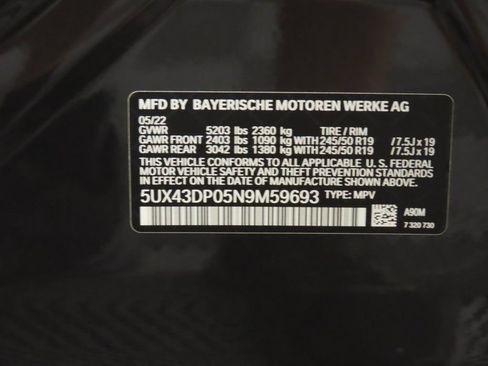 MFD BY BAYERISCHE MOTOREN WERKE AG
05/22
GVWR 5203 lbs 2360 kg TIRE / RIM
GAWR FRONT 2403 lbs 1090 kg WITH 245/50 R19 / 7.5J x 19
GAWR REAR 3042 lbs 1380 kg WITH 245/50 R19 / 7.5J x 19
THIS VEHICLE CONFORMS TO ALL APPLICABLE U. S. FEDERAL
MOTOR VEHICLE SAFETY AND THEFT PREVENTION STANDARDS
IN EFFECT ON THE DATE OF MANUFACTURE SHOWN ABOVE.
5UX43DP05N9M59693 TYPE: MPV
A90M
7 320 730